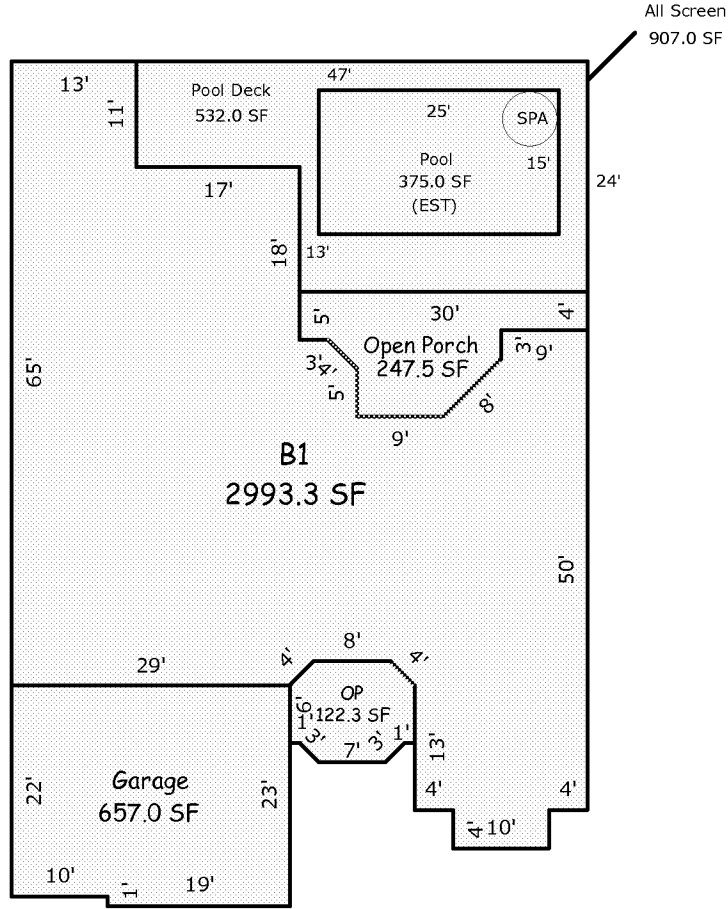 All Screen
907.0 SF
13'
11'
Pool Deck
532.0 SF
47'
25'
SPA
Pool
375.0 SF
(EST)
15'
24'
17'
18'
13'
5'
30'
4'
Open Porch
247.5 SF
3'
9'
3'
4'
5'
8'
9'
65'
B1
2993.3 SF
50'
29'
4'
8'
4'
OP
122.3 SF
6'
1'
3'
7'
3'
1'
13'
Garage
657.0 SF
22'
23'
4'
4'
4'
10'
10'
1'
19'